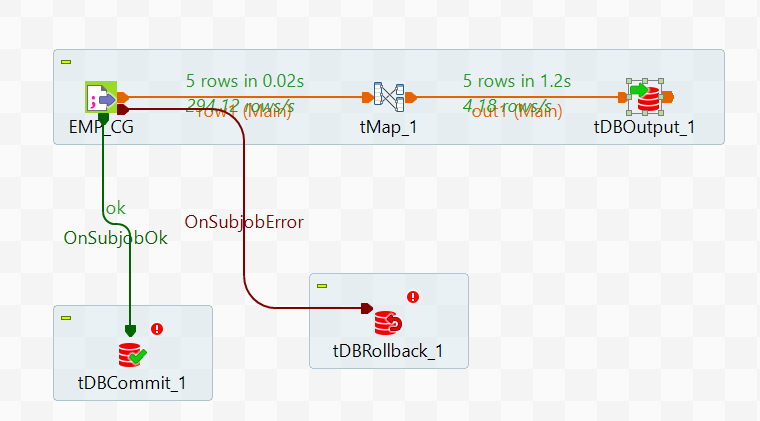 5 rows in 0.02s
294.12 rows/s
row1 (Main)
5 rows in 1.2s
4.18 rows/s
out1 (Main)
EMP_CG
tMap_1
tDBOutput_1
ok
OnSubjobOk
OnSubjobError
tDBRollback_1
tDBCommit_1